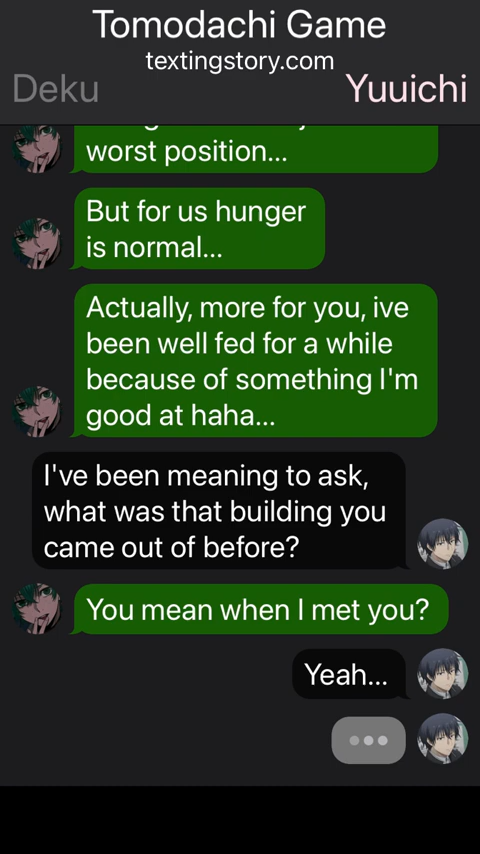 Tomodachi Game
textingstory.com
Deku
Yuuichi
worst position...
But for us hunger
is normal...
Actually, more for you, ive
been well fed for a while
because of something I'm
good at haha...
I've been meaning to ask,
what was that building you
came out of before?
You mean when I met you?
Yeah...